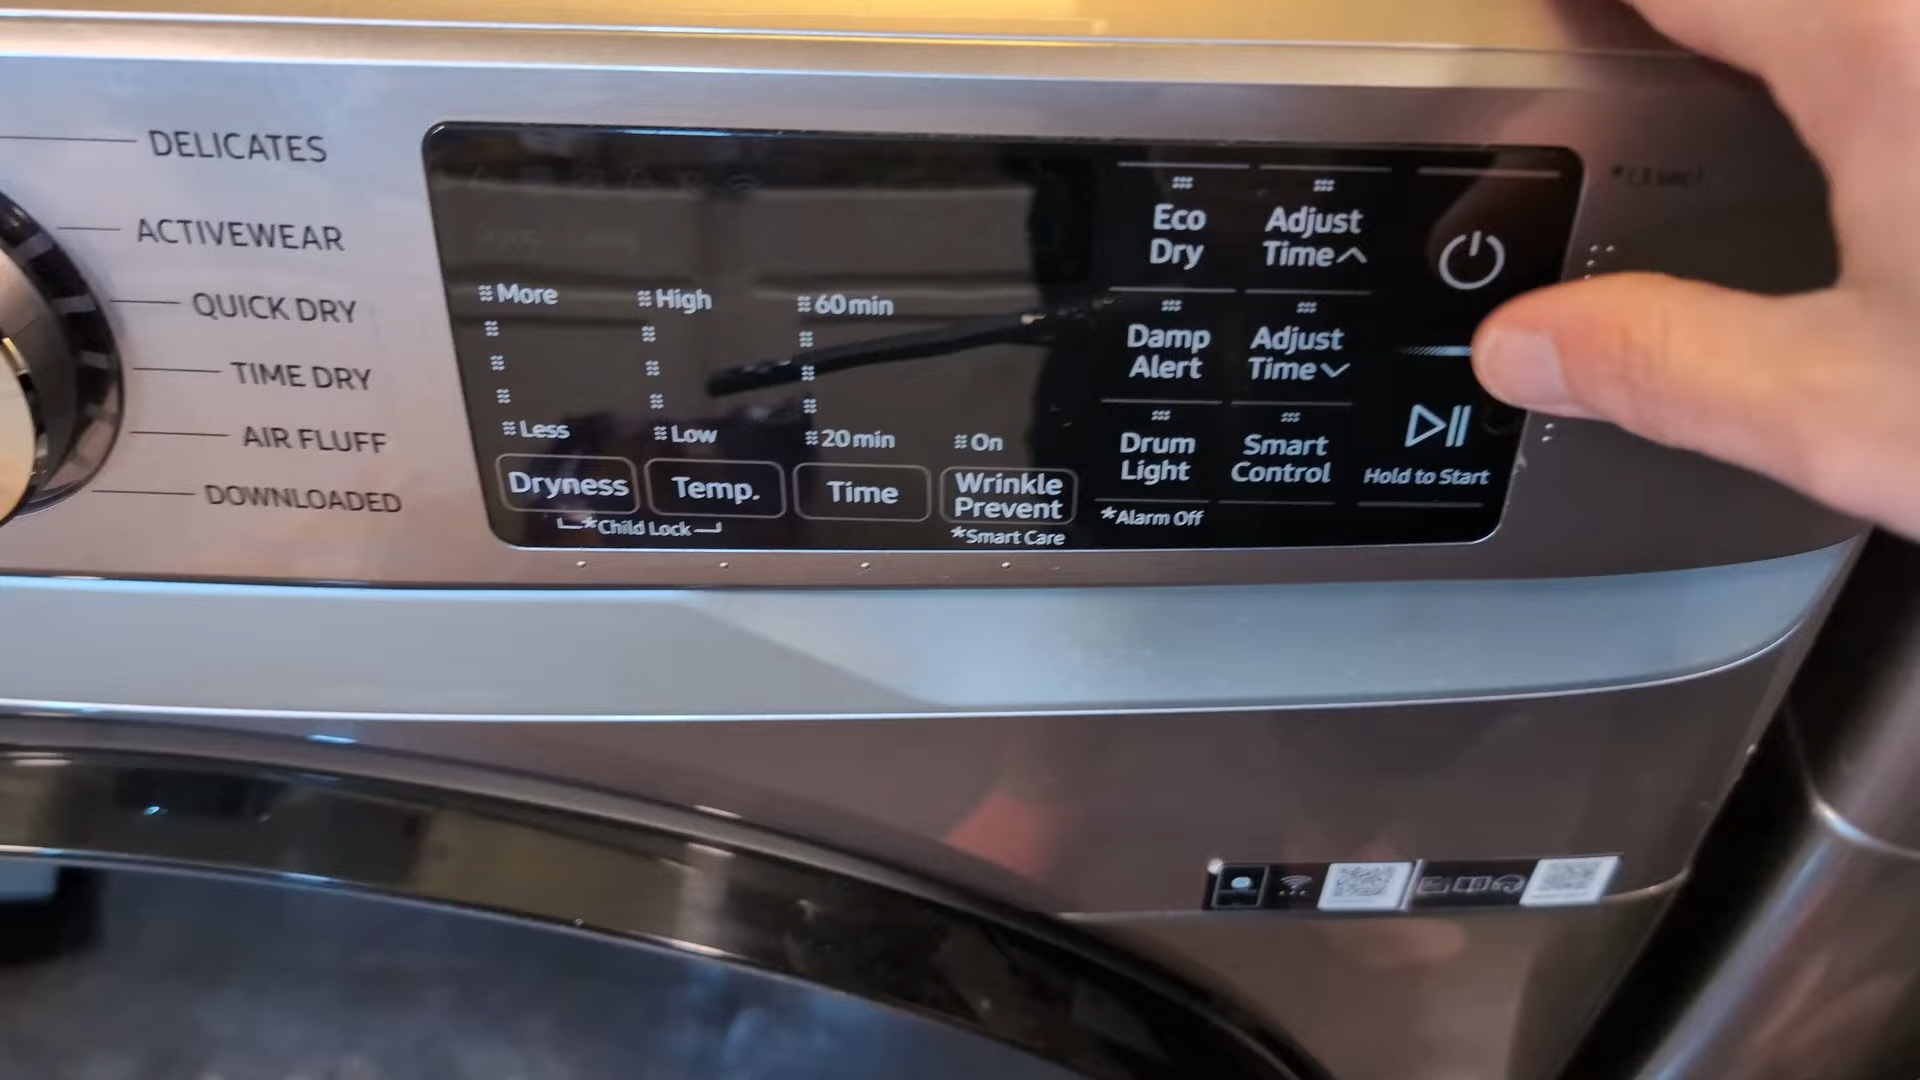 DELICATES
ACTIVEWEAR
QUICK DRY
TIME DRY
AIR FLUFF
DOWNLOADED
More
High
60 min
Less
Low
20 min
On
Dryness
Temp.
Time
Wrinkle
Prevent
*Child Lock
*Smart Care
Eco
Dry
Adjust
Time
Damp
Alert
Adjust
Time
Drum
Light
Smart
Control
*Alarm Off
Hold to Start
*(3 sec)